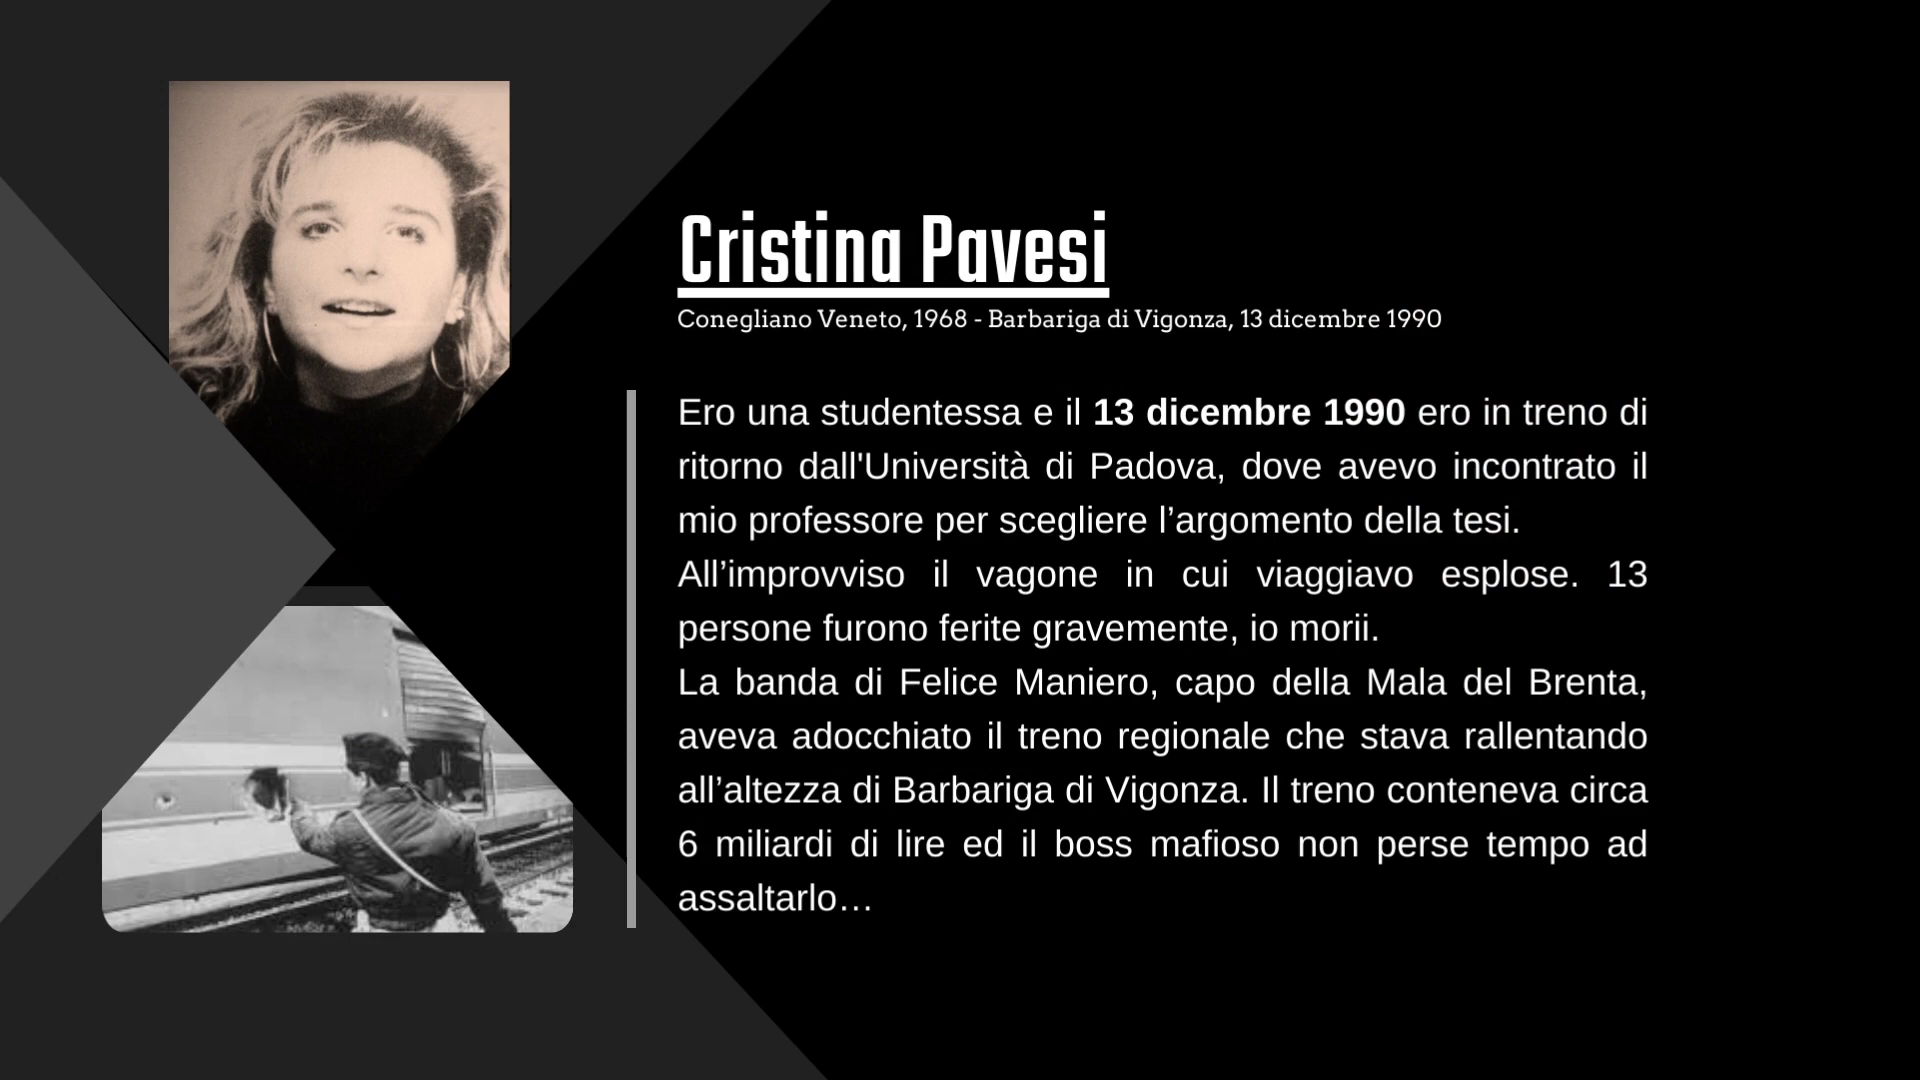 Cristina Pavesi
Conegliano Veneto, 1968 - Barbariga di Vigonza, 13 dicembre 1990
Ero una studentessa e il 13 dicembre 1990 ero in treno di
ritorno dall'Università di Padova, dove avevo incontrato il
mio professore per scegliere l’argomento della tesi.
All’improvviso il vagone in cui viaggiavo esplose. 13
persone furono ferite gravemente, io morii.
La banda di Felice Maniero, capo della Mala del Brenta,
aveva adocchiato il treno regionale che stava rallentando
all’altezza di Barbariga di Vigonza. Il treno conteneva circa
6 miliardi di lire ed il boss mafioso non perse tempo ad
assaltarlo…